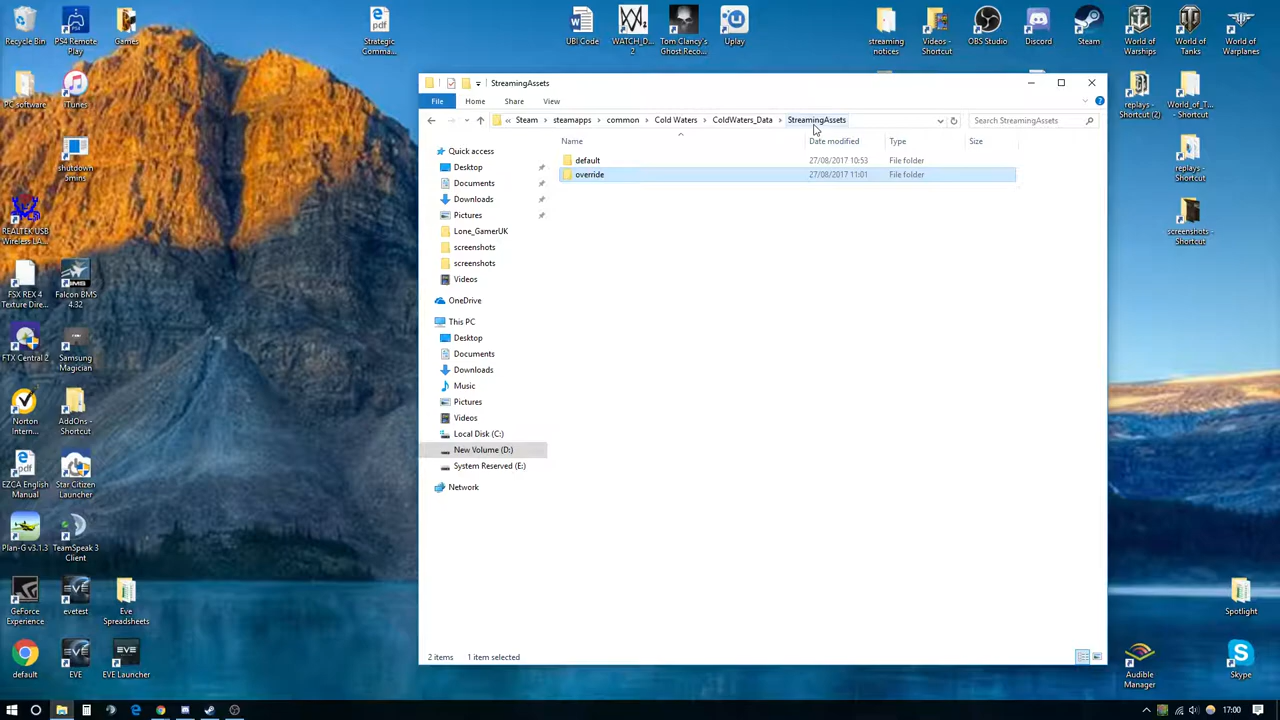 Recycle Bin
PS4 Remote
Play
Games
Strategic
Comma...
UBI Code
WATCH_D...
2
Tom Clancy's
Ghost Reco...
Uplay
streaming
notices
Videos -
Shortcut
OBS Studio
Discord
Steam
World of
Warships
World of
Tanks
World of
Warplanes
PC software
iTunes
shutdown
5mins
REALTEK USB
Wireless LA...
FSX REX 4
Texture Dire...
Falcon BMS
4.32
FTX Central 2
Samsung
Magician
Norton
Intern...
AddOns -
Shortcut
EZCA English
Manual
Star Citizen
Launcher
Plan-G v3.1.3
TeamSpeak 3
Client
GeForce
Experience
evetest
Eve
Spreadsheets
default
EVE
EVE Launcher
StreamingAssets
File
Home
Share
View
« Steam > steamapps > common > Cold Waters > ColdWaters_Data > StreamingAssets
Search StreamingAssets
Name
Date modified
Type
Size
default
27/08/2017 10:53
File folder
override
27/08/2017 11:01
File folder
Quick access
Desktop
Documents
Downloads
Pictures
Lone_GamerUK
screenshots
screenshots
Videos
OneDrive
This PC
Desktop
Documents
Downloads
Music
Pictures
Videos
Local Disk (C:)
New Volume (D:)
System Reserved (E:)
Network
2 items
1 item selected
replays -
Shortcut (2)
World_of_T...
replays -
Shortcut
screenshots -
Shortcut
Spotlight
Audible
Manager
Skype
17:00